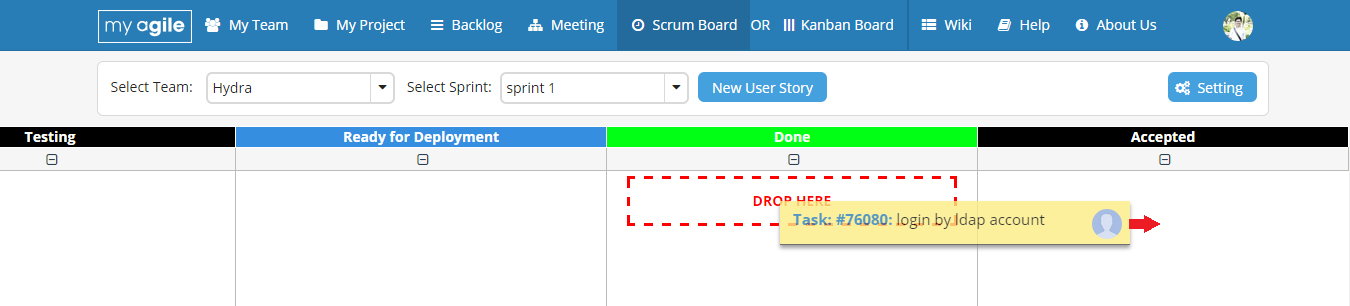 my agile My Team My Project Backlog Meeting Scrum Board OR Kanban Board Wiki Help About Us
Select Team: Hydra Select Sprint: sprint 1 New User Story Setting
Testing Ready for Deployment Done Accepted
DROP HERE
Task: #76080: login by ldap account